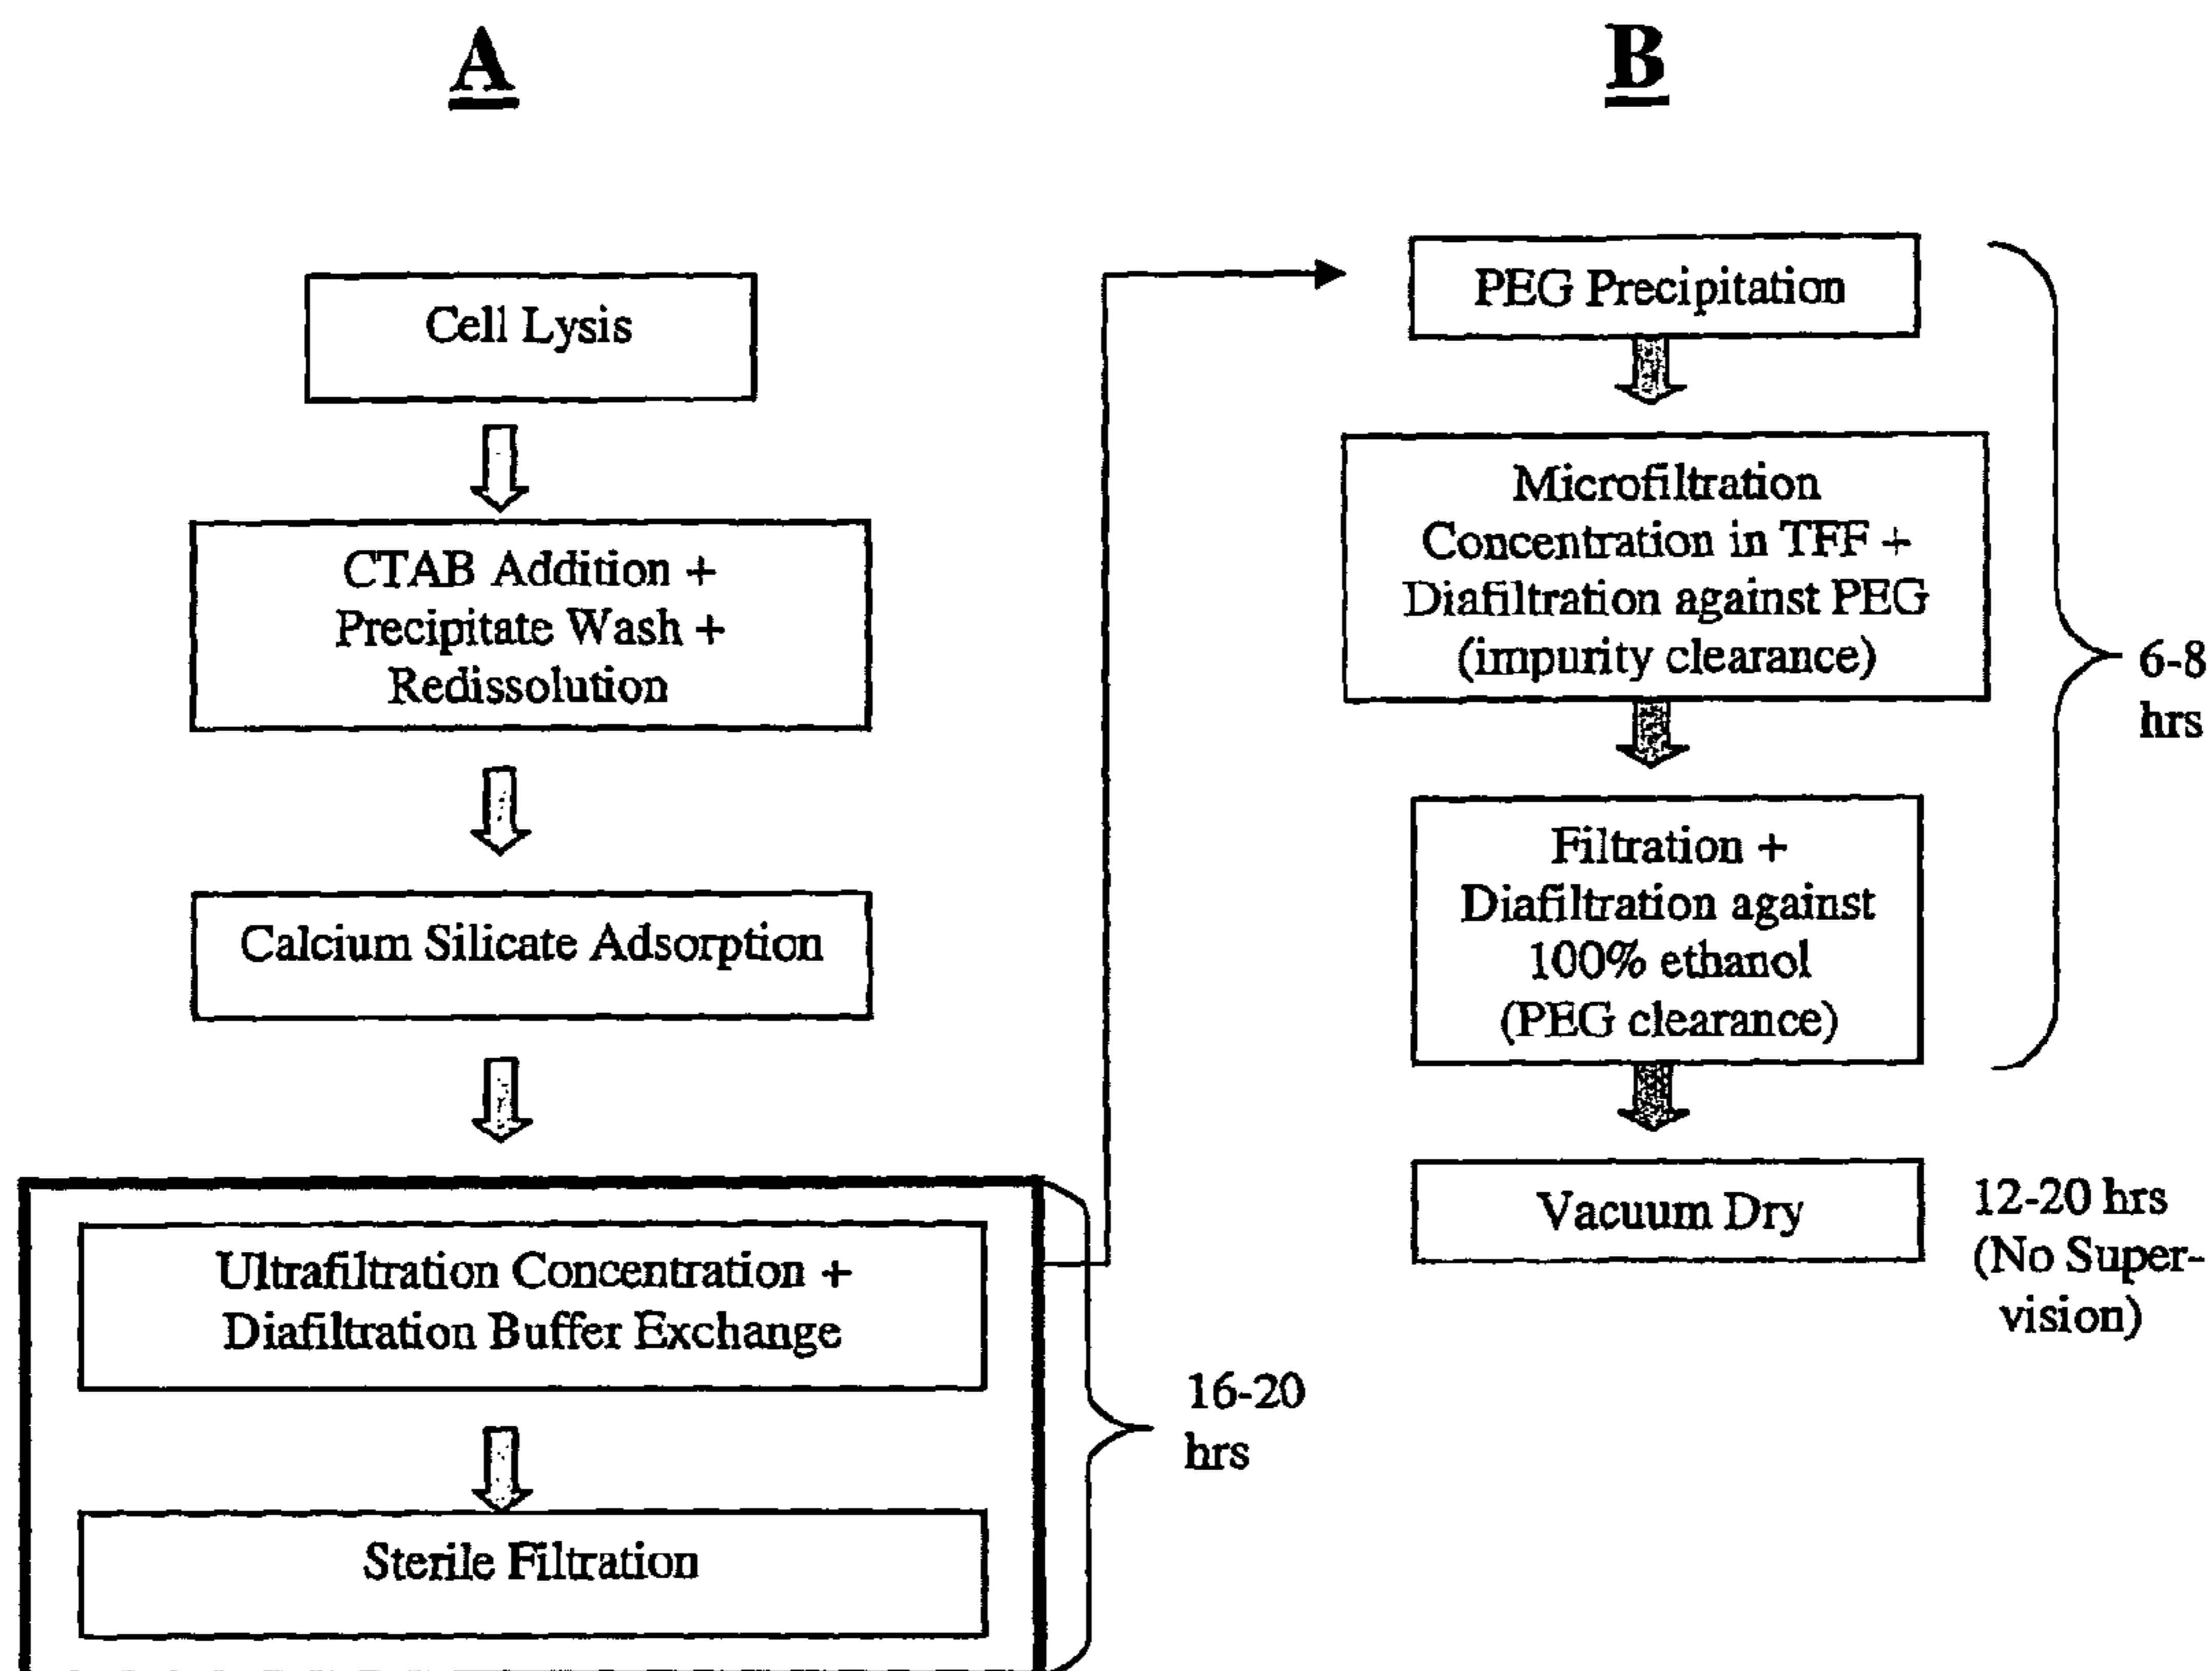 A
Cell Lysis
CTAB Addition +
Precipitate Wash +
Redissolution
Calcium Silicate Adsorption
Ultrafiltration Concentration +
Diafiltration Buffer Exchange
Sterile Filtration
16-20
hrs
B
PEG Precipitation
Microfiltration
Concentration in TFF +
Diafiltration against PEG
(impurity clearance)
Filtration +
Diafiltration against
100% ethanol
(PEG clearance)
6-8
hrs
Vacuum Dry
12-20 hrs
(No Super-
vision)